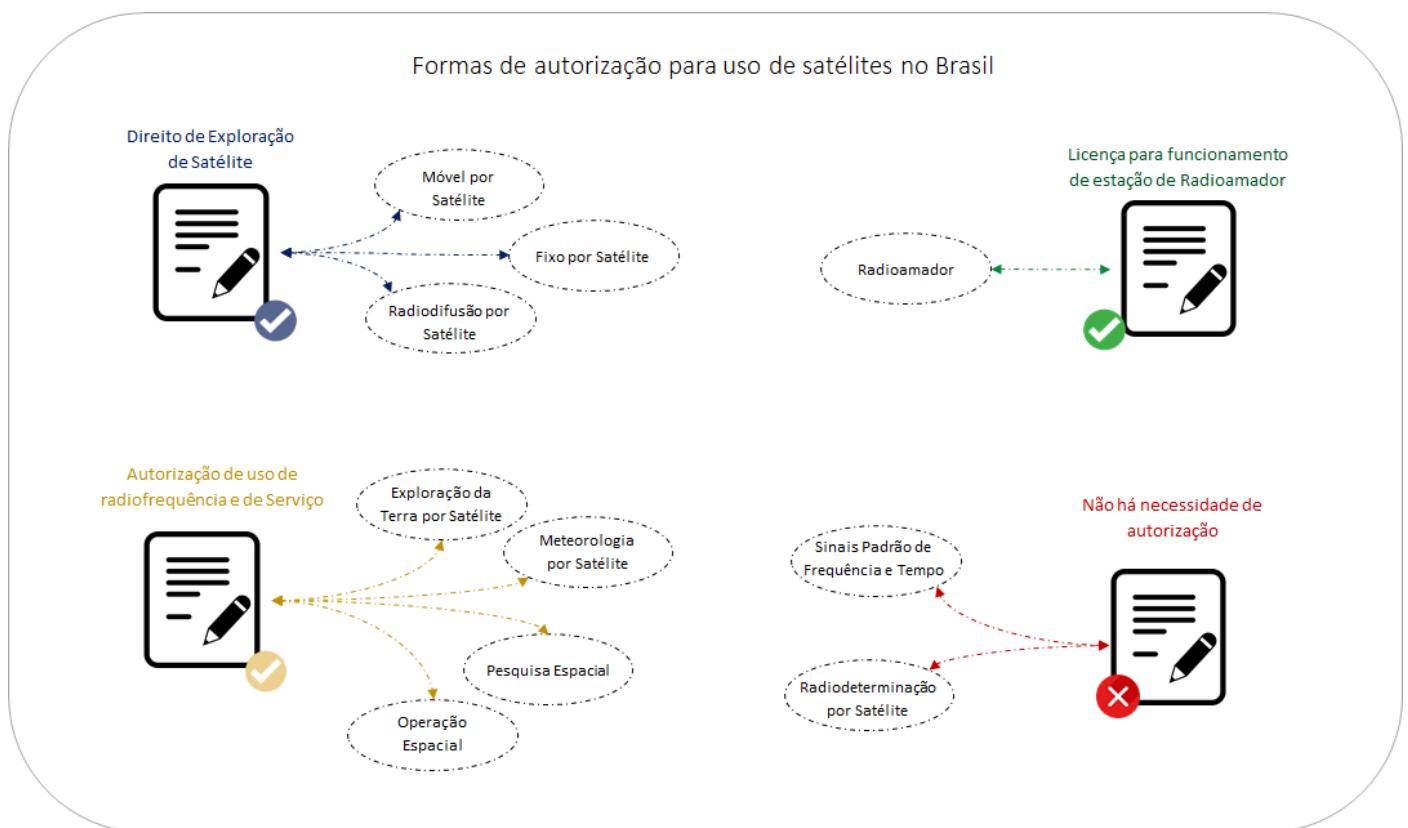 Formas de autorização para uso de satélites no Brasil
Direito de Exploração
de Satélite
Móvel por
Satélite
Fixo por Satélite
Radiodifusão por
Satélite
Licença para funcionamento
de estação de Radioamador
Radioamador
Autorização de uso de
radiofrequência e de Serviço
Exploração da
Terra por Satélite
Meteorologia
por Satélite
Pesquisa Espacial
Operação
Espacial
Não há necessidade de
autorização
Sinais Padrão de
Frequência e Tempo
Radiodeterminação
por Satélite